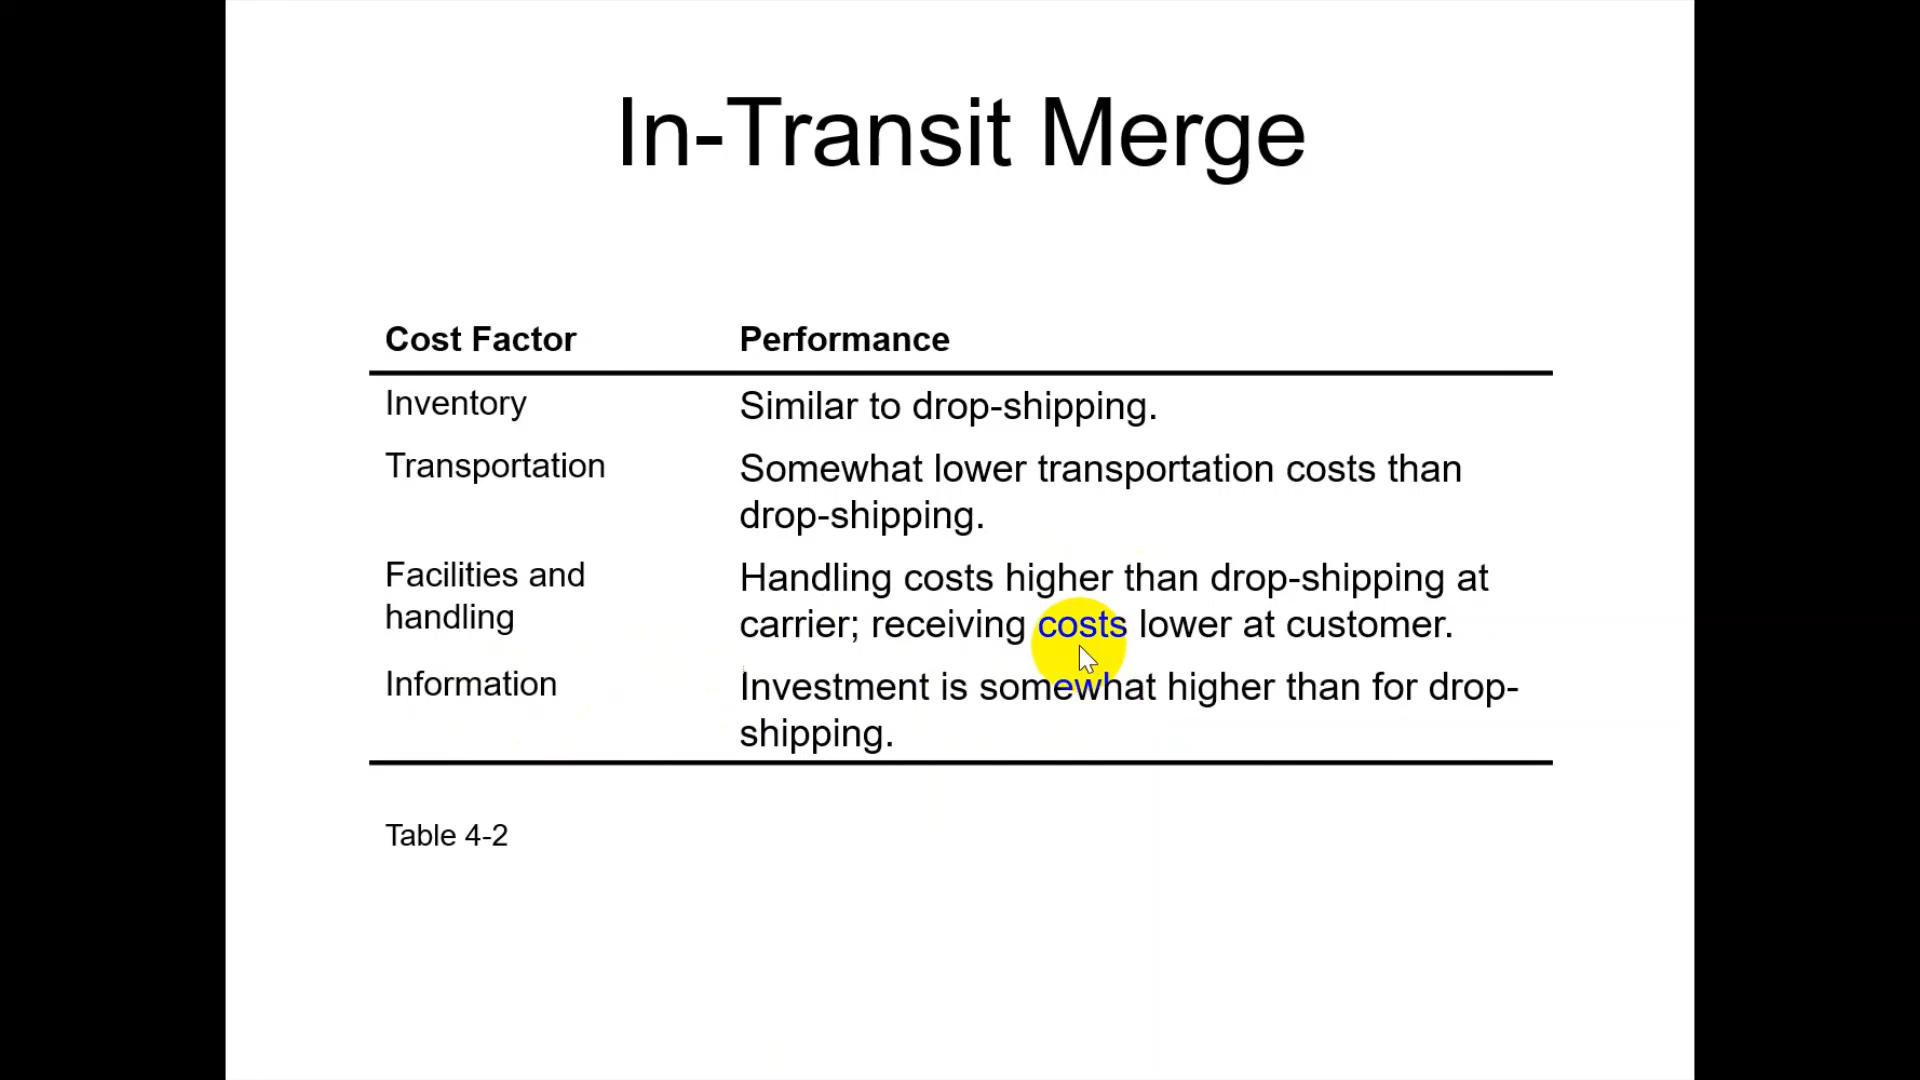 In-Transit Merge
Cost Factor Performance
Inventory Similar to drop-shipping.
Transportation Somewhat lower transportation costs than
drop-shipping.
Facilities and handling Handling costs higher than drop-shipping at
carrier; receiving costs lower at customer.
Information Investment is somewhat higher than for drop-
shipping.
Table 4-2